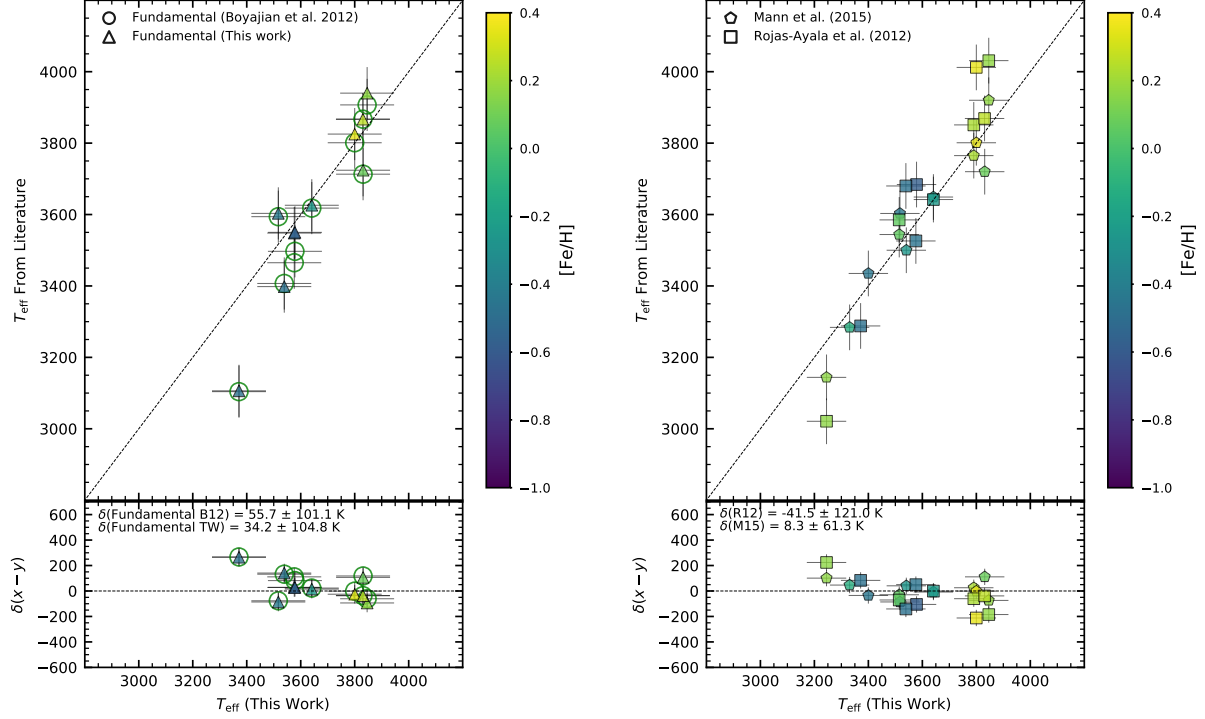 Fundamental (Boyajian et al. 2012)
Fundamental (This work)
4000
3800
3600
3400
3200
3000
T_eff From Literature
0.4
0.2
0.0
−0.2
−0.4
−0.6
−0.8
−1.0
[Fe/H]
δ(Fundamental B12) = 55.7 ± 101.1 K
δ(Fundamental TW) = 34.2 ± 104.8 K
600
400
200
0
−200
−400
−600
δ(x − y)
3000 3200 3400 3600 3800 4000
T_eff (This Work)
Mann et al. (2015)
Rojas-Ayala et al. (2012)
4000
3800
3600
3400
3200
3000
T_eff From Literature
0.4
0.2
0.0
−0.2
−0.4
−0.6
−0.8
−1.0
[Fe/H]
δ(R12) = -41.5 ± 121.0 K
δ(M15) = 8.3 ± 61.3 K
600
400
200
0
−200
−400
−600
δ(x − y)
3000 3200 3400 3600 3800 4000
T_eff (This Work)